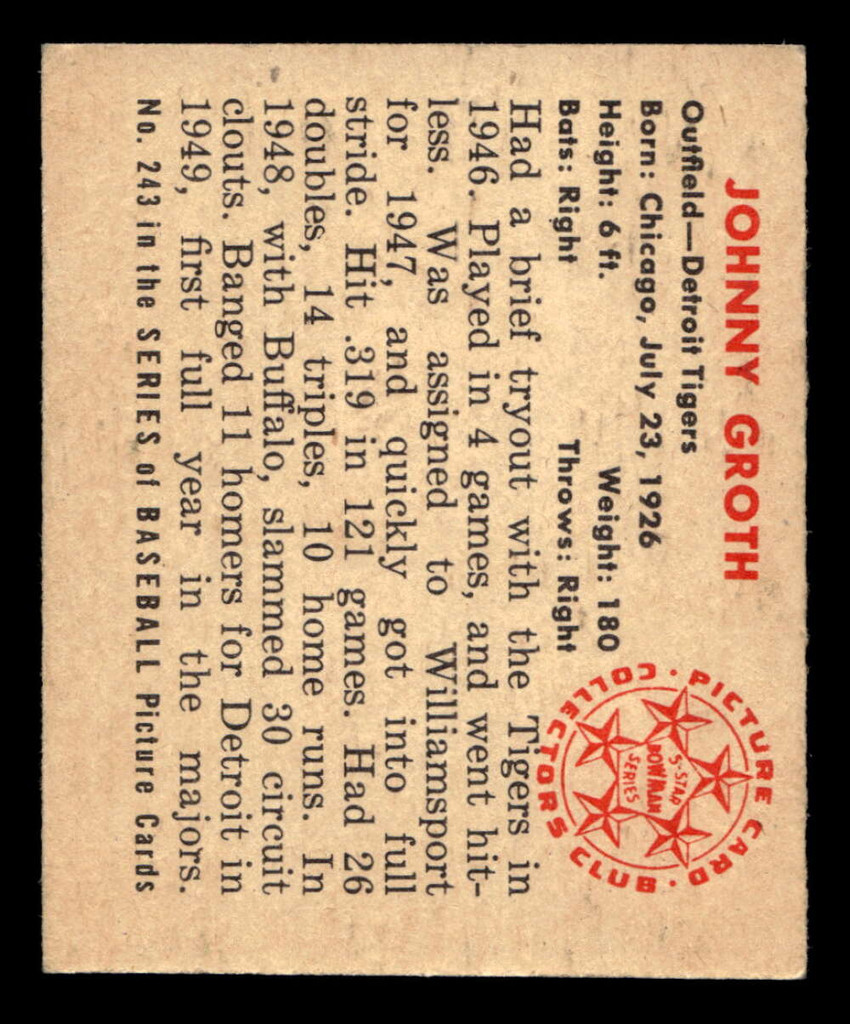 JOHNNY GROTH
Outfield—Detroit Tigers
Born: Chicago, July 23, 1926
Height: 6 ft. Weight: 180
Bats: Right Throws: Right
Had a brief tryout with the Tigers in
1946. Played in 4 games, and went hit-
less. Was assigned to Williamsport
for 1947, and quickly got into full
stride. Hit .319 in 121 games. Had 26
doubles, 14 triples, 10 home runs. In
1948, with Buffalo, slammed 30 circuit
clouts. Banged 11 homers for Detroit in
1949, first full year in the majors.
No. 243 in the SERIES of BASEBALL Picture Cards
PICTURE CARD · COLLECTORS CLUB ·
5-STAR
BOWMAN
SERIES